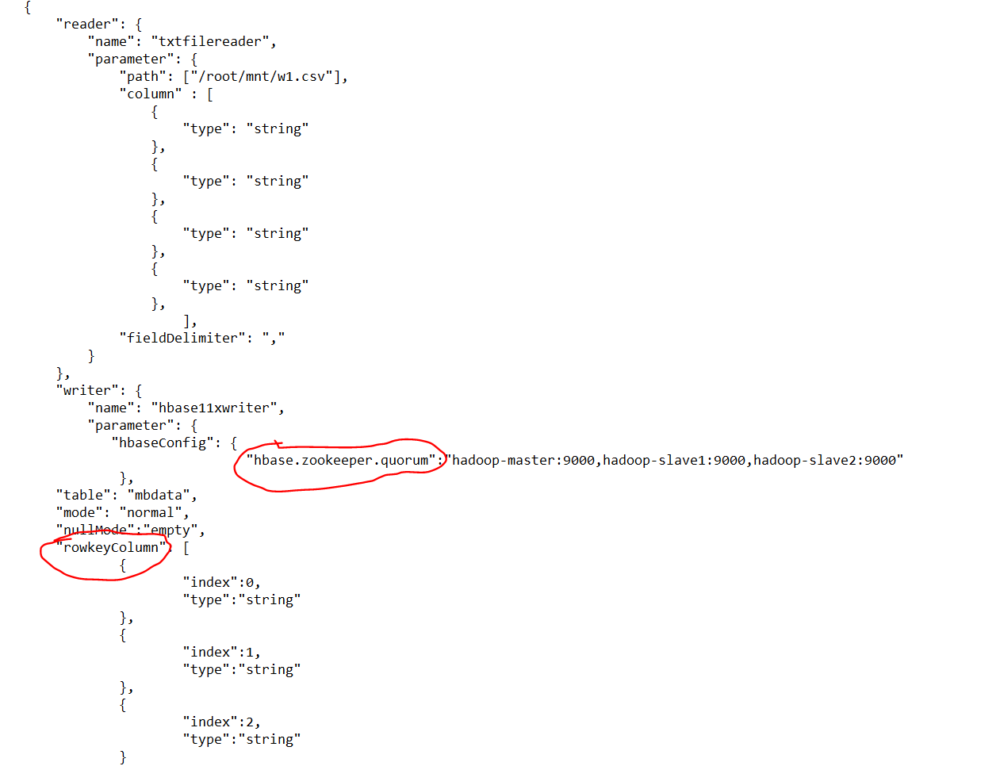 {
"reader": {
"name": "txtfilereader",
"parameter": {
"path": ["/root/mnt/w1.csv"],
"column" : [
{
"type": "string"
},
{
"type": "string"
},
{
"type": "string"
},
{
"type": "string"
},
],
"fieldDelimiter": ","
}
},
"writer": {
"name": "hbase11xwriter",
"parameter": {
"hbaseConfig": {
"hbase.zookeeper.quorum":"hadoop-master:9000,hadoop-slave1:9000,hadoop-slave2:9000"
},
"table": "mbdata",
"mode": "normal",
"nullMode":"empty",
"rowkeyColumn": [
{
"index":0,
"type":"string"
},
{
"index":1,
"type":"string"
},
{
"index":2,
"type":"string"
}